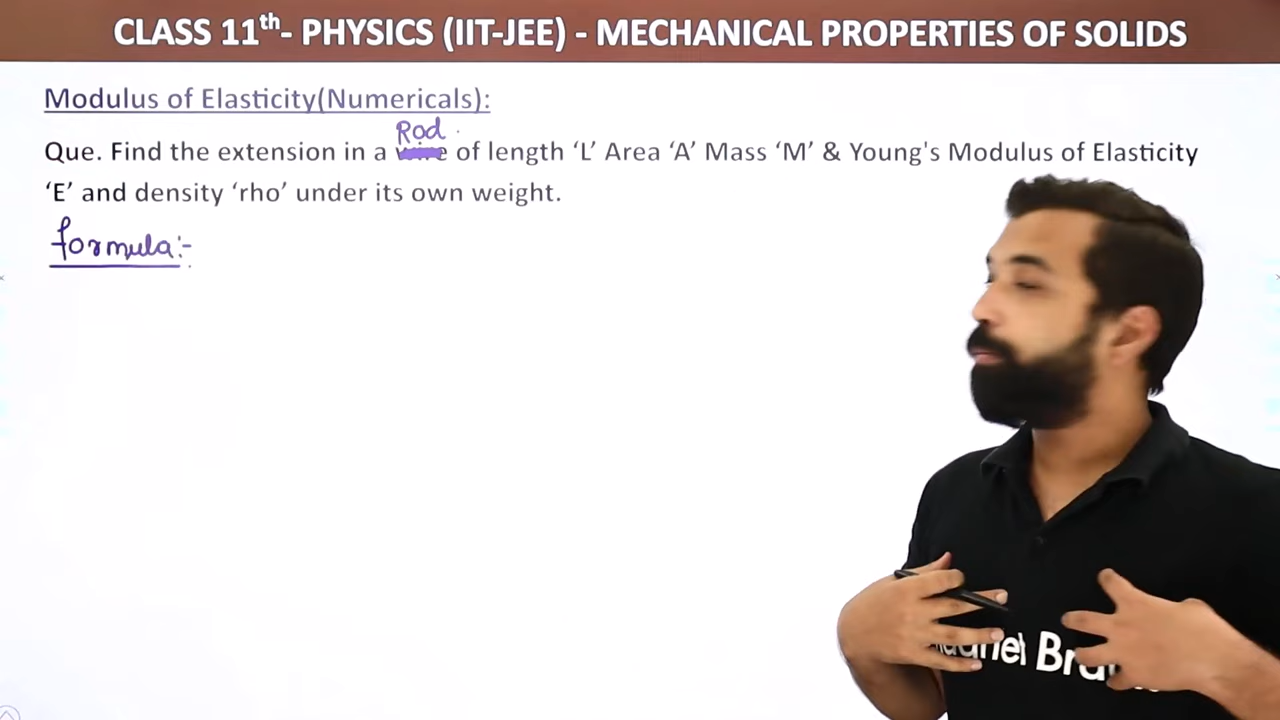 CLASS 11th- PHYSICS (IIT-JEE) - MECHANICAL PROPERTIES OF SOLIDS
Modulus of Elasticity(Numericals):
Rod
Que. Find the extension in a wire of length ‘L’ Area ‘A’ Mass ‘M’ & Young's Modulus of Elasticity
‘E’ and density ‘rho’ under its own weight.
formula:-